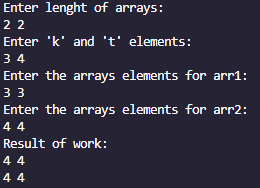 Enter lenght of arrays:
2 2
Enter 'k' and 't' elements:
3 4
Enter the arrays elements for arr1:
3 3
Enter the arrays elements for arr2:
4 4
Result of work:
4 4
4 4